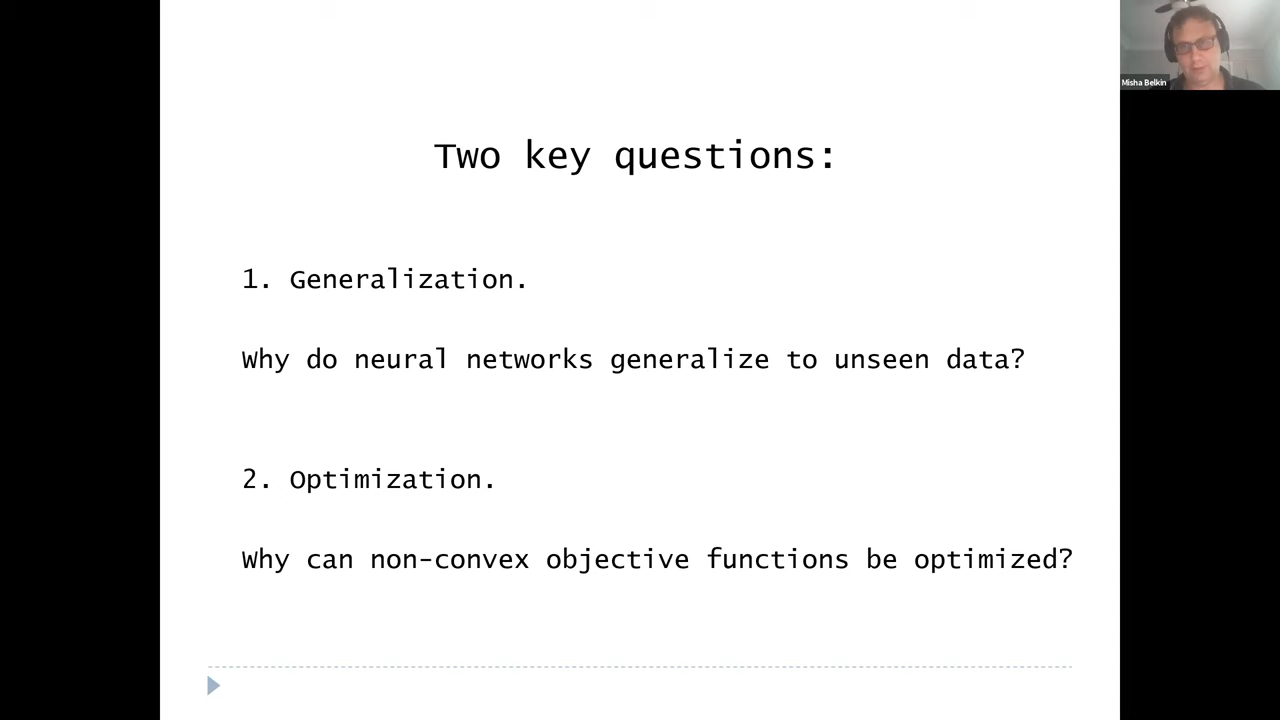 Two key questions:
1. Generalization.
Why do neural networks generalize to unseen data?
2. Optimization.
Why can non-convex objective functions be optimized?
Misha Belkin